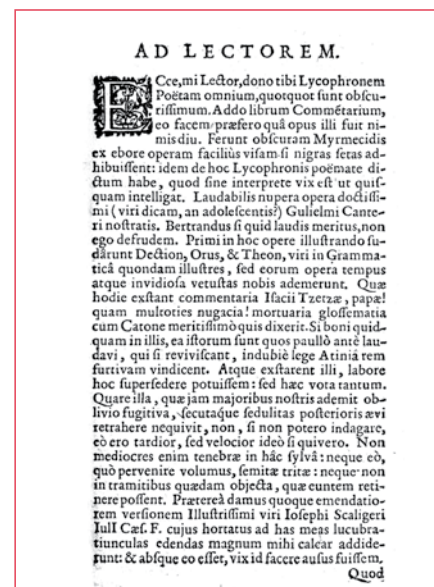 AD LECTOREM.
ECce, mi Lector, dono tibi Lycophronem
Poëtam omnium, quotquot sunt obscu-
rissimum. Addo librum Commētarium,
eo facem præfero quâ opus illi fuit ni-
mis diu. Ferunt obscuram Myrmecidis
ex ebore operam facilius visam si nigras setas ad-
hibuissent: idem de hoc Lycophronis poëmate di-
ctum habe, quod sine interprete vix est ut quis-
quam intelligat. Laudabilis nupera opera doctissi-
mi (viri dicam, an adolescentis?) Gulielmi Cante-
ri nostratis. Bertrandus si quid laudis meritus, non
ego defrudem. Primi in hoc opere illustrando su-
dârunt Dection, Orus, & Theon, viri in Gramma-
ticâ quondam illustres, sed eorum opera tempus
atque invidiosa vetustas nobis ademerunt. Quæ
hodie exstant commentaria Isacii Tzetzæ, papæ!
quam multoties nugacia! mortuaria glossematia
cum Catone meritissimò quis dixerit. Si boni quid-
quam in illis, ea istorum sunt quos paullò antè lau-
davi, qui si reviviscant, indubiè lege Atiniâ rem
furtivam vindicent. Atque exstarent illi, labore
hoc supersedere potuissem: sed hæc vota tantum.
Quare illa, quæ jam majoribus nostris ademit ob-
livio fugitiva, secutaque sedulitas posterioris ævi
retrahere nequivit, non, si non potero indagare,
eò ero tardior, sed velocior ideò si quivero. Non
mediocres enim tenebræ in hâc sylvâ: neque eò,
quò pervenire volumus, semitæ tritæ: neque non
in tramitibus quædam objecta, quæ euntem reti-
nere possent. Prætereà damus quoque emendatio-
rem versionem Illustrissimi viri Iosephi Scaligeri
Iulî Cæs. F. cujus hortatus ad has meas lucubra-
tiunculas edendas magnum mihi calcar addide-
runt: & absque eo esset, vix id facere ausus fuissem.
Quod